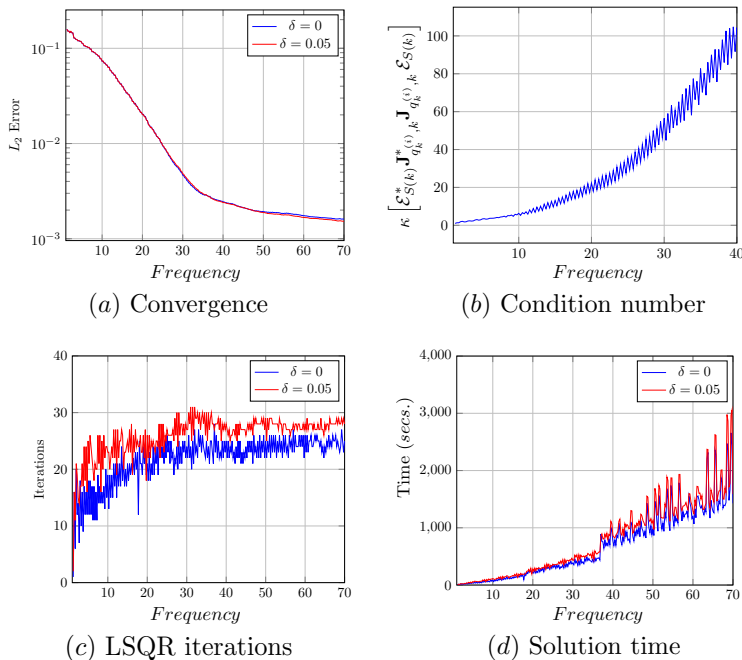 δ = 0
δ = 0.05
10⁻¹
10⁻²
10⁻³
L₂ Error
10 20 30 40 50 60 70
Frequency
(a) Convergence
κ [ℰ*_{S(k)} J*_{q_k^{(i)},k} J_{q_k^{(i)},k} ℰ_{S(k)}]
100
80
60
40
20
0
10 20 30 40
Frequency
(b) Condition number
δ = 0
δ = 0.05
40
30
20
10
0
Iterations
10 20 30 40 50 60 70
Frequency
(c) LSQR iterations
δ = 0
δ = 0.05
4,000
3,000
2,000
1,000
0
Time (secs.)
10 20 30 40 50 60 70
Frequency
(d) Solution time